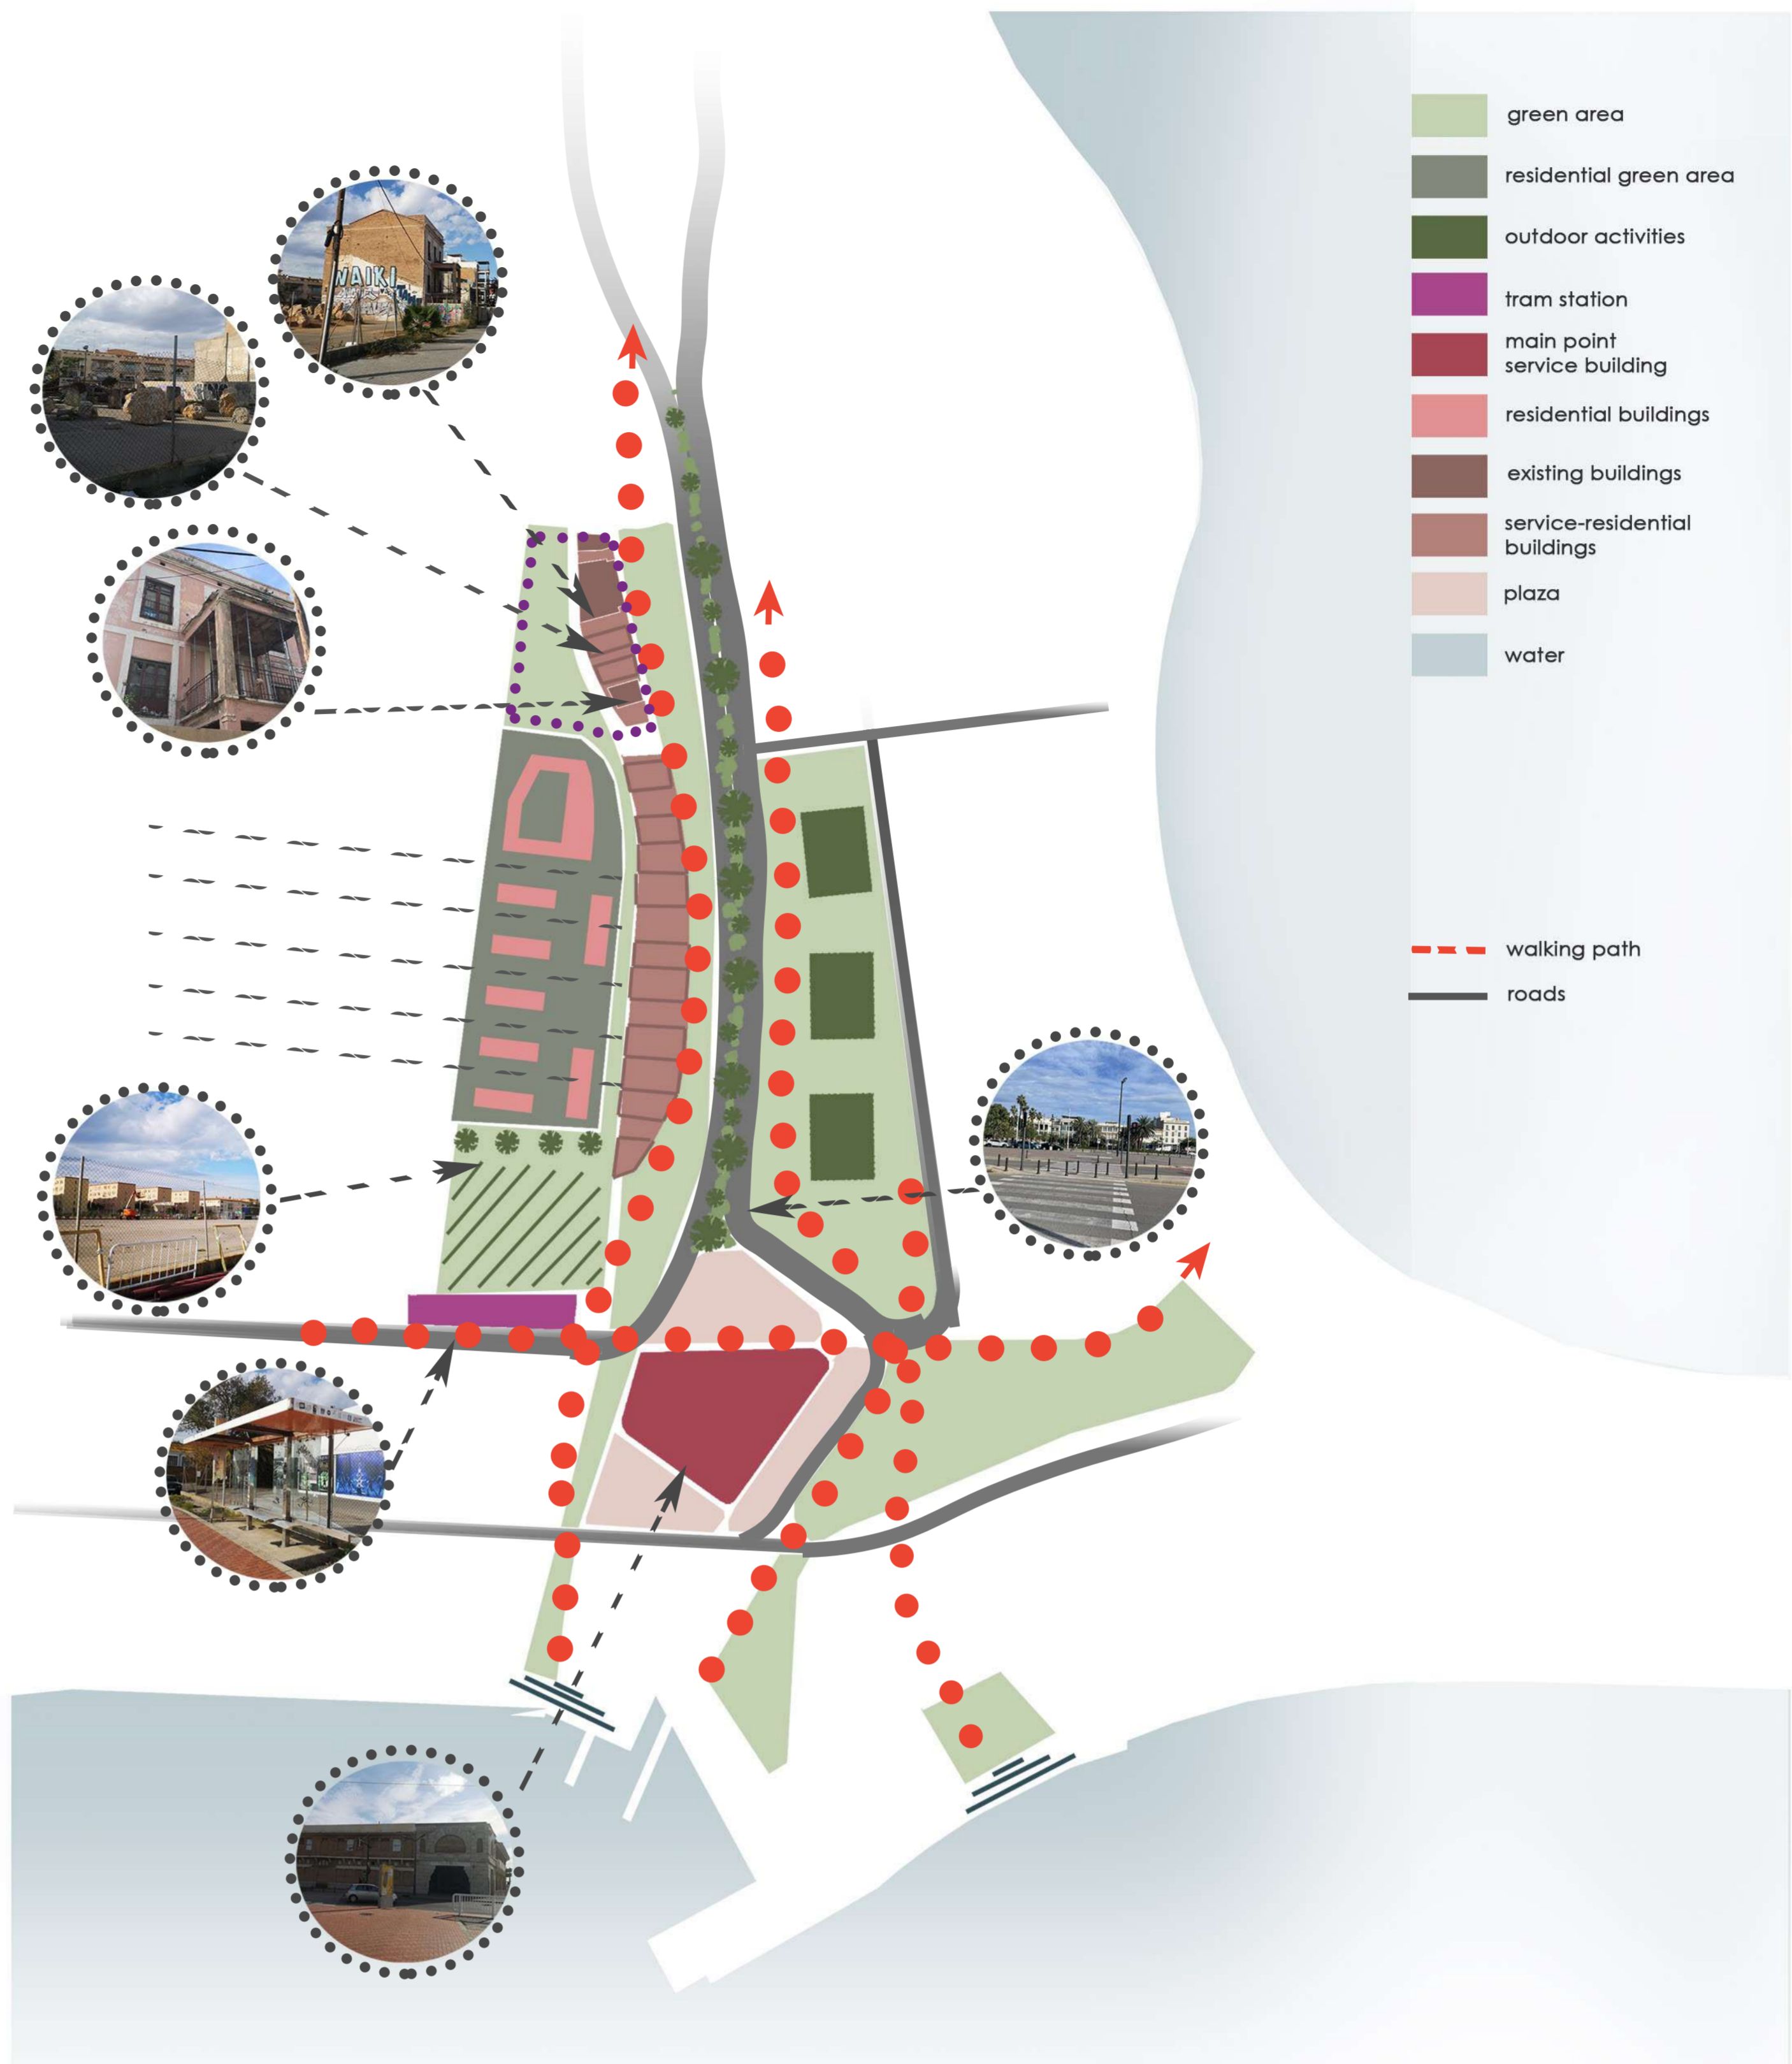 WAIKI
green area
residential green area
outdoor activities
tram station
main point
service building
residential buildings
existing buildings
service-residential
buildings
plaza
water
walking path
roads